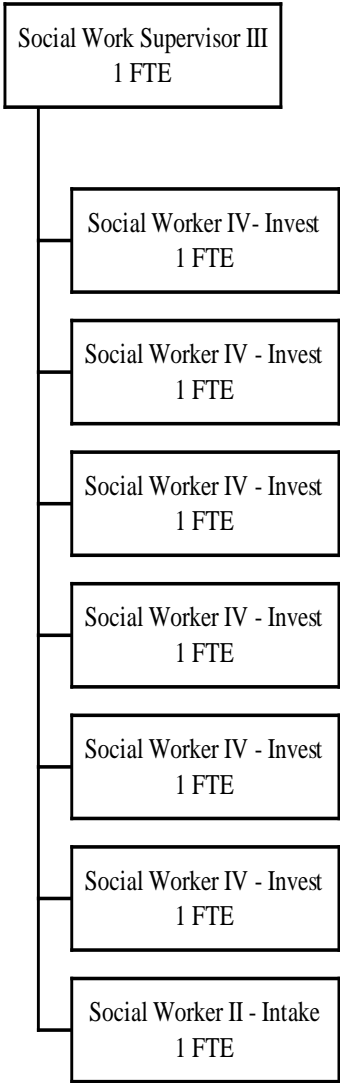 Social Work Supervisor III
1 FTE
Social Worker IV- Invest
1 FTE
Social Worker IV - Invest
1 FTE
Social Worker IV - Invest
1 FTE
Social Worker IV - Invest
1 FTE
Social Worker IV - Invest
1 FTE
Social Worker IV - Invest
1 FTE
Social Worker II - Intake
1 FTE